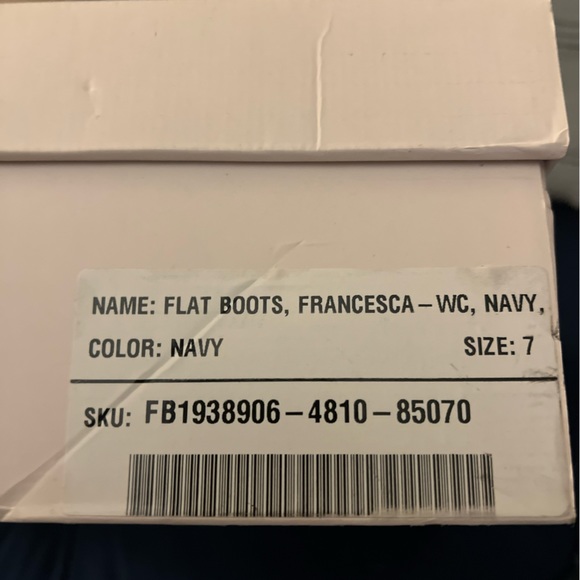 NAME: FLAT BOOTS, FRANCESCA-WC, NAVY,
COLOR: NAVY SIZE: 7
SKU: FB1938906-4810-85070